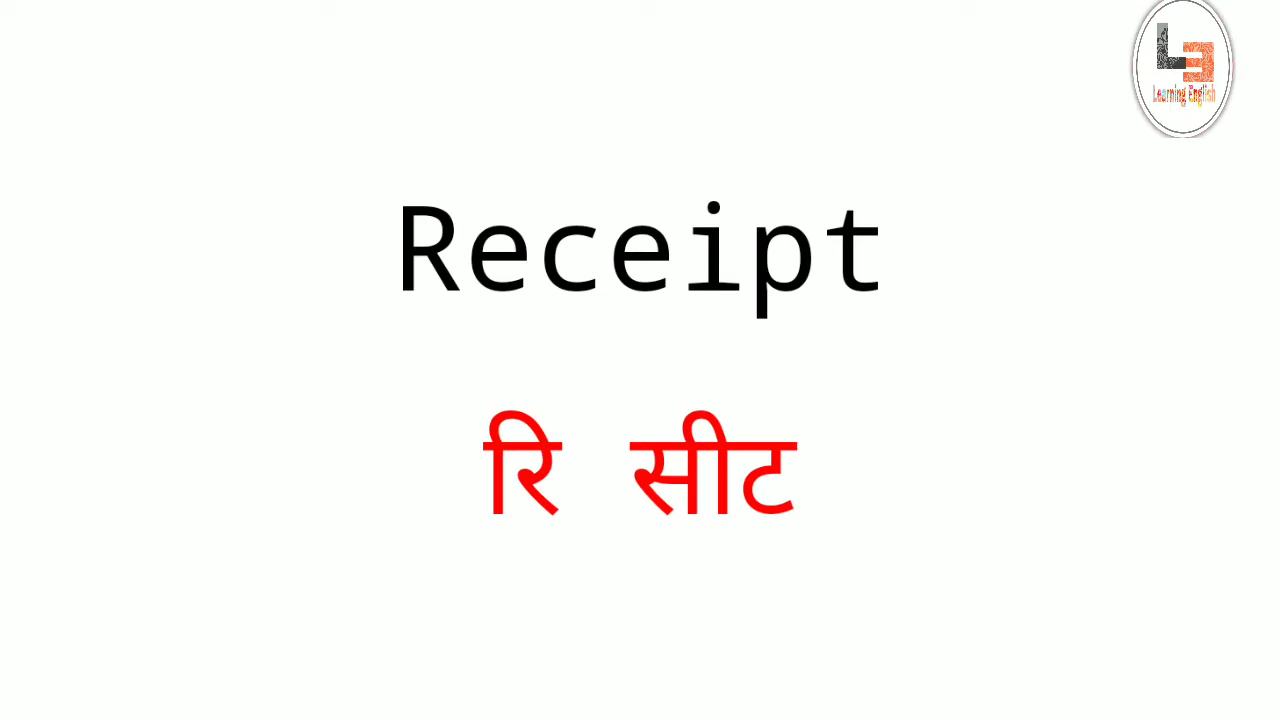 Learning English
Receipt
रि सीट